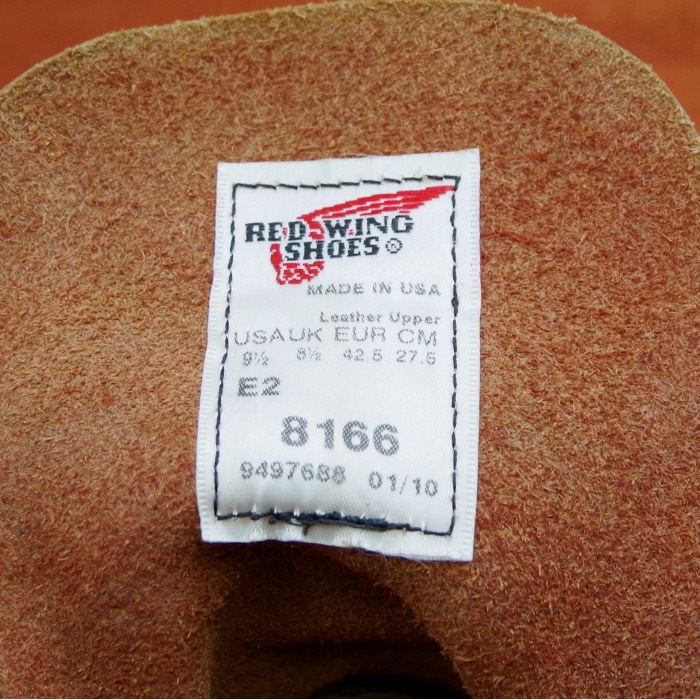 RED WING
SHOES®
MADE IN USA
Leather Upper
USA UK EUR CM
9½ 8½ 42.5 27.5
E2
8166
9497688 01/10